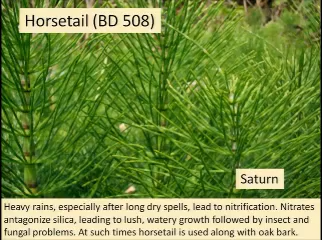 Horsetail (BD 508)
Saturn
Heavy rains, especially after long dry spells, lead to nitrification. Nitrates
antagonize silica, leading to lush, watery growth followed by insect and
fungal problems. At such times horsetail is used along with oak bark.